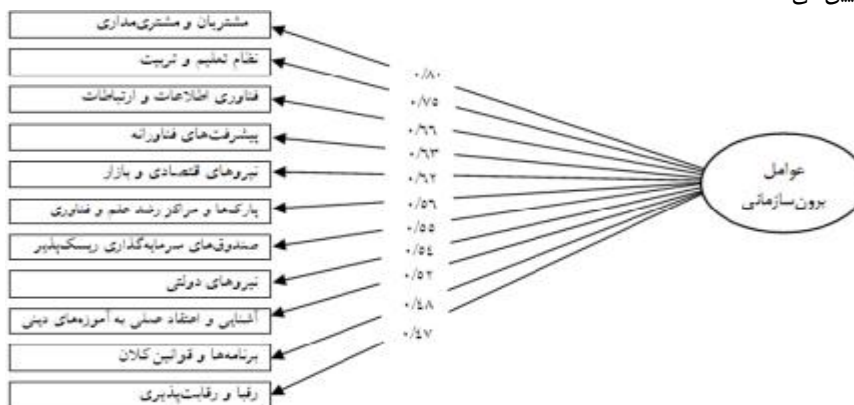 مشتریان و مشتری‌مداری
نظام تعلیم و تربیت
فناوری اطلاعات و ارتباطات
پیشرفت‌های فناورانه
نیروهای اقتصادی و بازار
پارک‌ها و مراکز رشد علم و فناوری
صندوق‌های سرمایه‌گذاری ریسک‌پذیر
نیروهای دولتی
آشنایی و اعتقاد عملی به آموزه‌های دینی
برنامه‌ها و قوانین کلان
رقبا و رقابت‌پذیری
۰/۸۰
۰/۷۵
۰/۶۶
۰/۶۳
۰/۶۲
۰/۵۶
۰/۵۵
۰/۵٤
۰/۵۲
۰/٤۸
۰/٤۷
عوامل
برون‌سازمانی